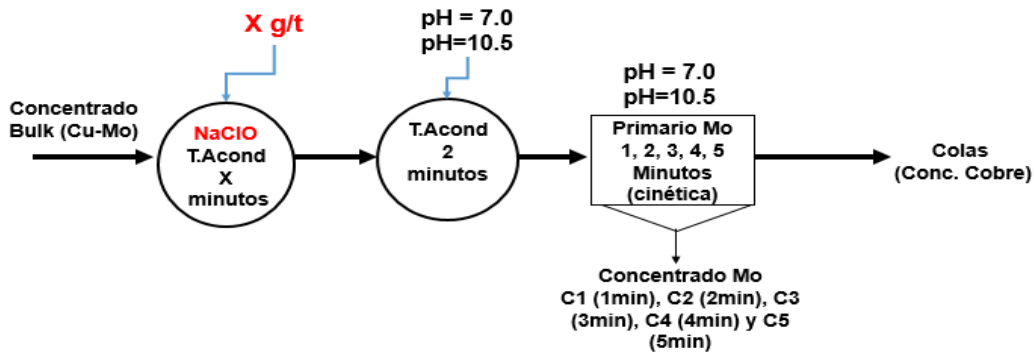 X g/t
pH = 7.0
pH=10.5
Concentrado
Bulk (Cu-Mo)
NaClO
T.Acond
X
minutos
T.Acond
2
minutos
pH = 7.0
pH=10.5
Primario Mo
1, 2, 3, 4, 5
Minutos
(cinética)
Colas
(Conc. Cobre)
Concentrado Mo
C1 (1min), C2 (2min), C3
(3min), C4 (4min) y C5
(5min)